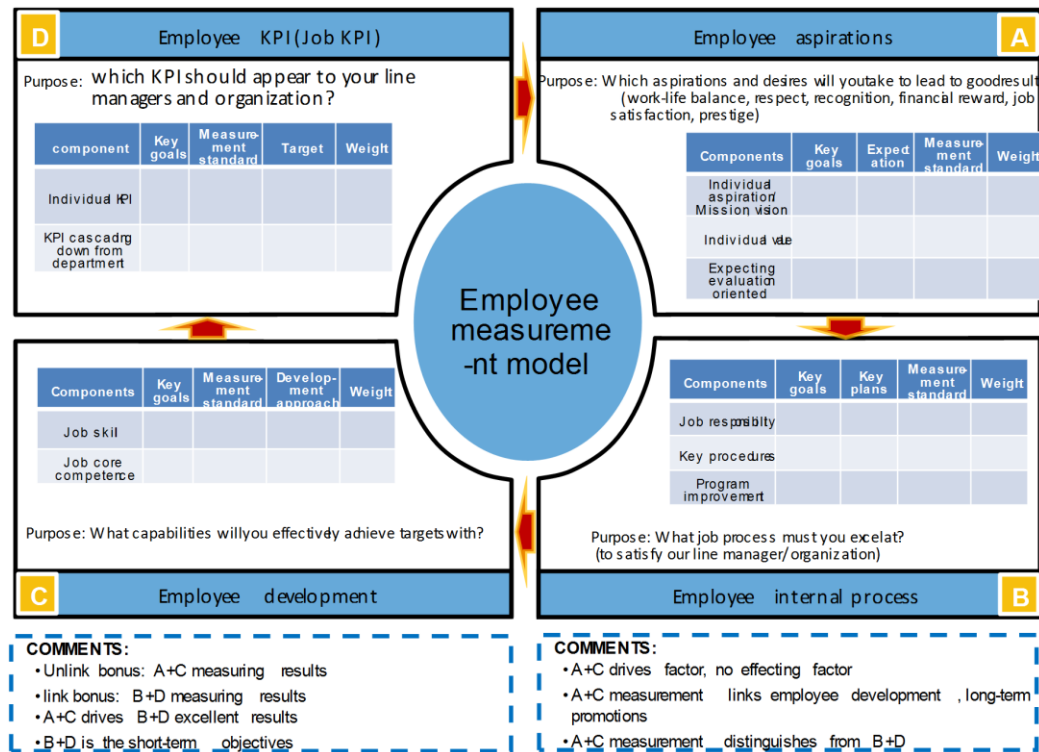 D
Employee KPI(Job KPI)
Purpose: which KPI should appear to your line
managers and organization?
component Key goals Measure-ment standard Target Weight
Individual KPI
KPI cascading
down from
department
Employee aspirations
A
Purpose: Which aspirations and desires will you take to lead to good result
(work-life balance, respect, recognition, financial reward, job
satisfaction, prestige)
Components Key goals Expectation Measure-ment standard Weight
Individual
aspiration/
Mission, vision
Individual value
Expecting
evaluation
oriented
Employee
measureme
-nt model
Components Key goals Measure-ment standard Develop-ment approach Weight
Job skill
Job core
competence
Purpose: What capabilities will you effectively achieve targets with?
C
Employee development
Components Key goals Key plans Measure-ment standard Weight
Job responsibility
Key procedures
Program
improvement
Purpose: What job process must you excel at?
(to satisfy our line manager/organization)
Employee internal process
B
COMMENTS:
• Unlink bonus: A+C measuring results
• link bonus: B+D measuring results
• A+C drives B+D excellent results
• B+D is the short-term objectives
COMMENTS:
• A+C drives factor, no effecting factor
• A+C measurement links employee development , long-term
promotions
• A+C measurement distinguishes from B+D